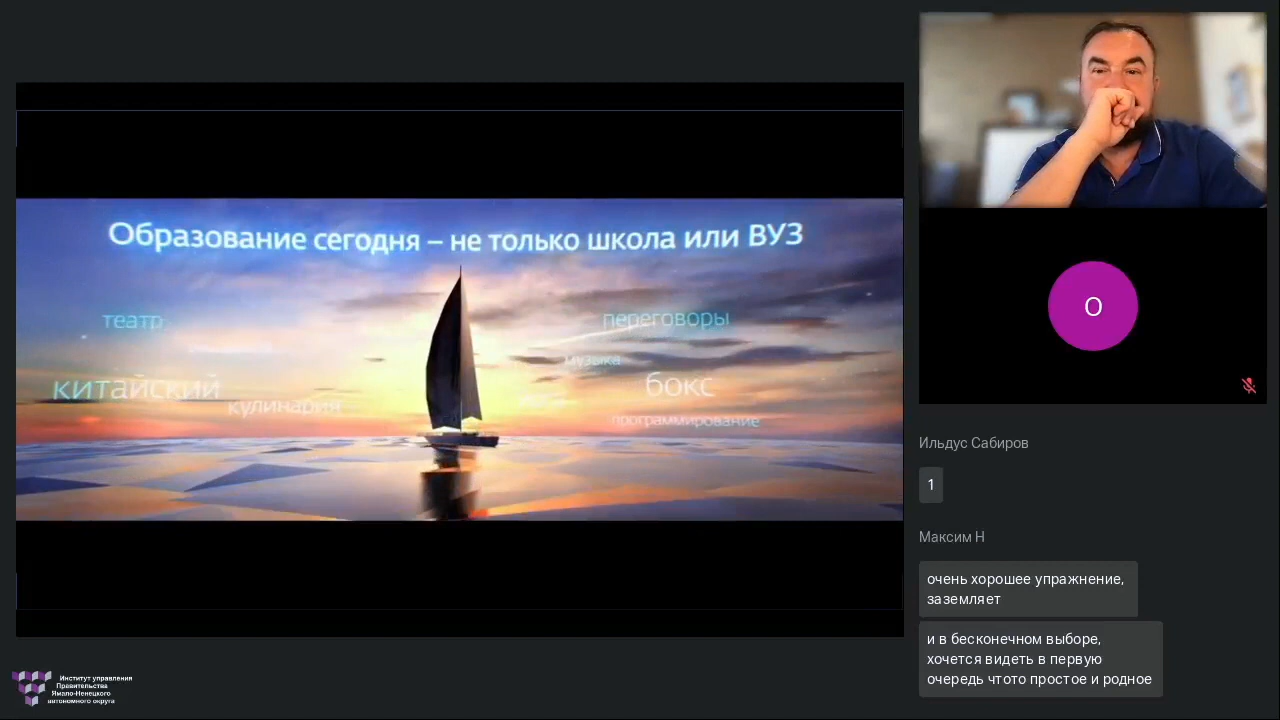 Образование сегодня – не только школа или ВУЗ
театр
переговоры
музыка
китайский
бокс
кулинария
программирование
О
Ильдус Сабиров
1
Максим Н
очень хорошее упражнение,
заземляет
и в бесконечном выборе,
хочется видеть в первую
очередь чтото простое и родное
Институт управления
Правительства
Ямало-Ненецкого
автономного округа